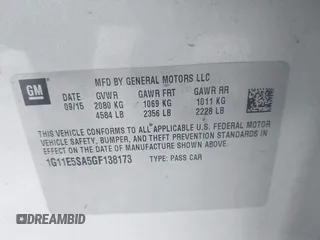 GM
MFD BY GENERAL MOTORS LLC
DATE GVWR GAWR FRT GAWR RR
09/15 2080 KG 1069 KG 1011 KG
4584 LB 2356 LB 2228 LB
THIS VEHICLE CONFORMS TO ALL APPLICABLE U.S. FEDERAL MOTOR
VEHICLE SAFETY, BUMPER, AND THEFT PREVENTION STANDARDS
IN EFFECT ON THE DATE OF MANUFACTURE SHOWN ABOVE.
1G11E5SA5GF138173 TYPE: PASS CAR
DREAMBID